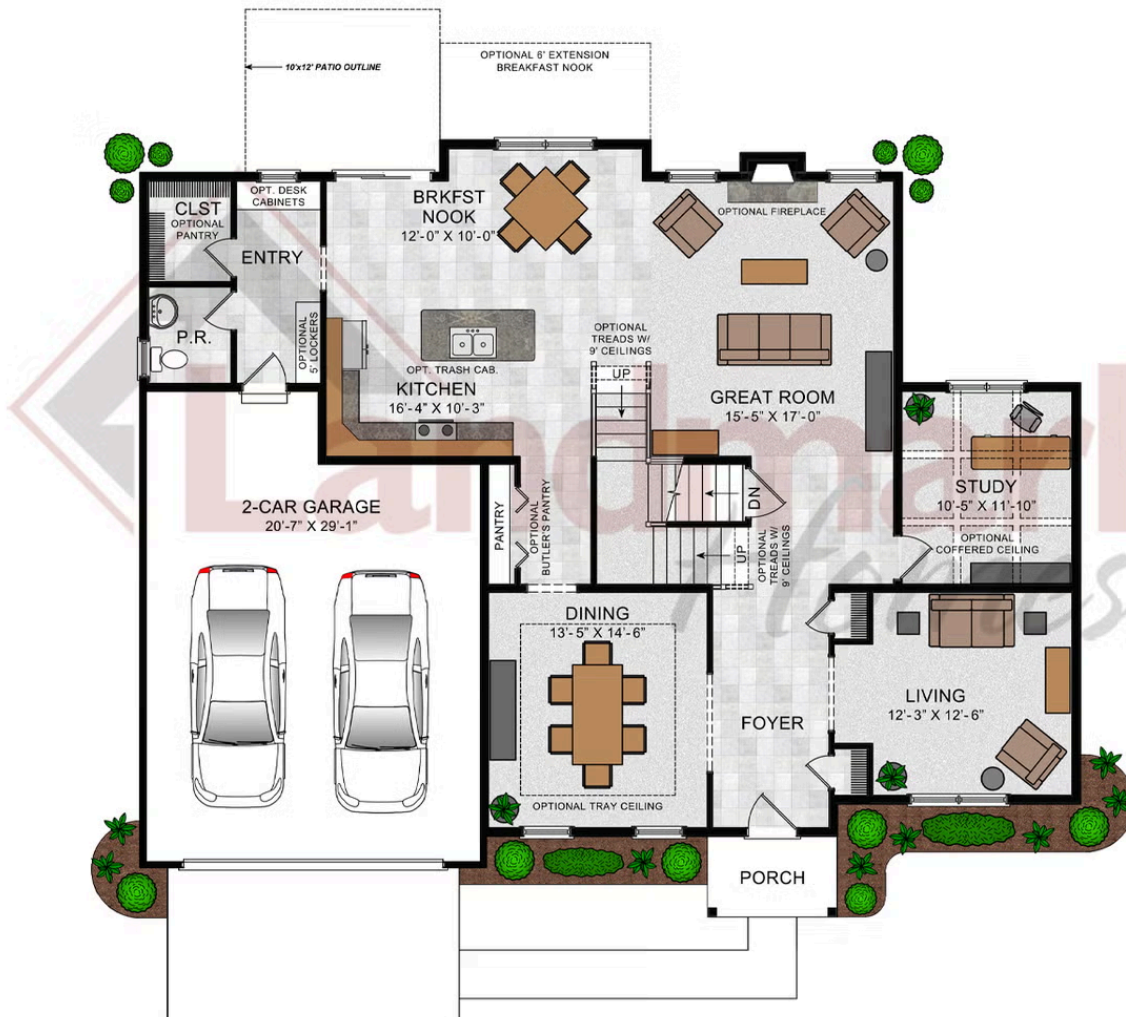 10'x12' PATIO OUTLINE
OPTIONAL 6' EXTENSION
BREAKFAST NOOK
CLST
OPTIONAL
PANTRY
OPT. DESK
CABINETS
ENTRY
P.R.
OPTIONAL
5' LOCKERS
BRKFST
NOOK
12'-0" X 10'-0"
OPTIONAL FIREPLACE
OPT. TRASH CAB.
KITCHEN
16'-4" X 10'-3"
OPTIONAL
TREADS W/
9' CEILINGS
UP
GREAT ROOM
15'-5" X 17'-0"
Landmark
Homes
STUDY
10'-5" X 11'-10"
OPTIONAL
COFFERED CEILING
2-CAR GARAGE
20'-7" X 29'-1"
PANTRY
OPTIONAL
BUTLER'S PANTRY
DN
UP
OPTIONAL
TREADS W/
9' CEILINGS
DINING
13'-5" X 14'-6"
OPTIONAL TRAY CEILING
FOYER
LIVING
12'-3" X 12'-6"
PORCH